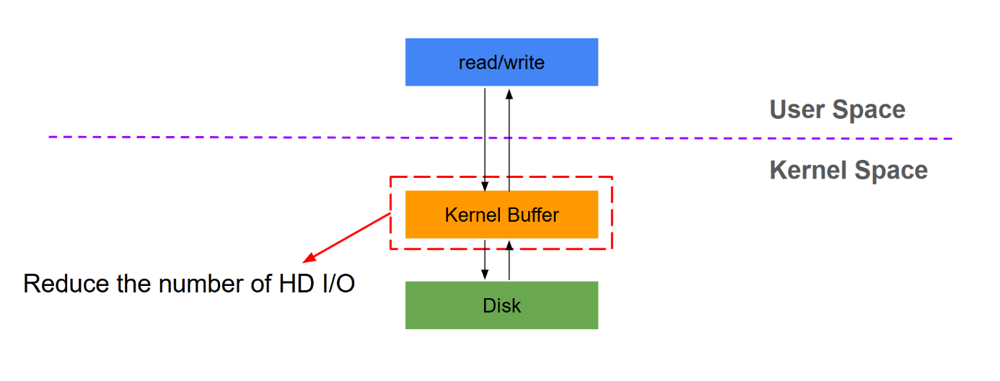 read/write
User Space
Kernel Space
Kernel Buffer
Reduce the number of HD I/O
Disk